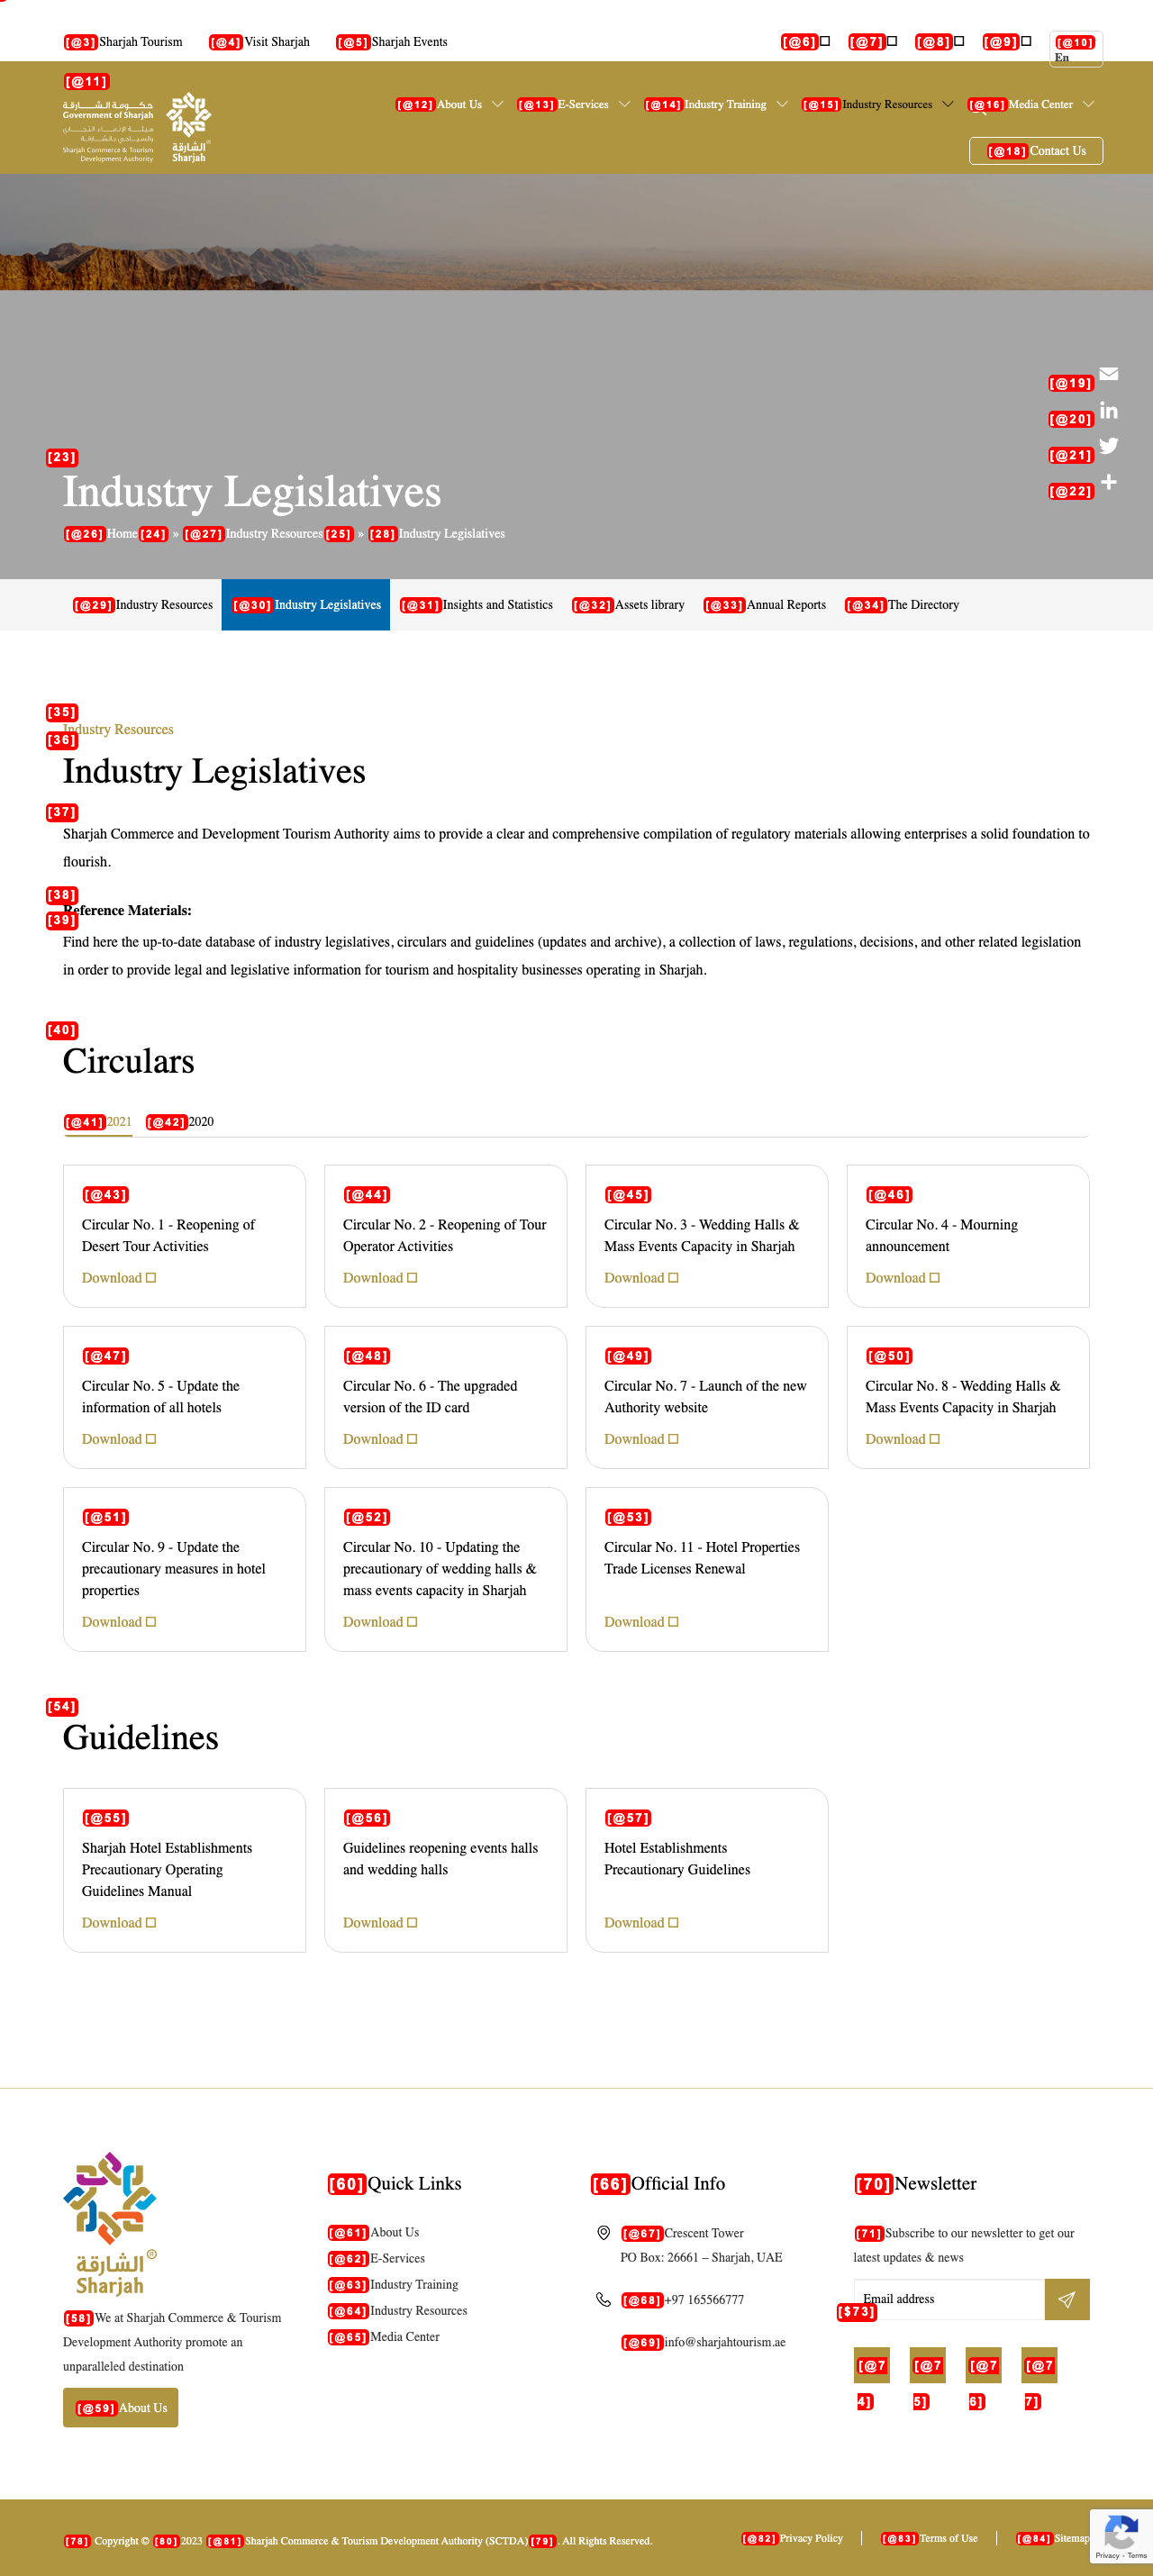 [@3]Sharjah Tourism [@4]Visit Sharjah [@5]Sharjah Events [@6] [@7] [@8] [@9] [@10]
En
[@11]
حكومة الشارقة
Government of Sharjah
هيئة الإنماء التجاري
والسياحي بالشارقة
Sharjah Commerce & Tourism
Development Authority
الشارقة
Sharjah
[@12]About Us [@13]E-Services [@14]Industry Training [@15]Industry Resources [@16]Media Center
[@18]Contact Us
[@19]
[@20]
[@21]
[@22]
[23]
Industry Legislatives
[@26]Home[24] » [@27]Industry Resources[25] » [28]Industry Legislatives
[@29]Industry Resources [@30]Industry Legislatives [@31]Insights and Statistics [@32]Assets library [@33]Annual Reports [@34]The Directory
[35]
Industry Resources
[36]
Industry Legislatives
[37]
Sharjah Commerce and Development Tourism Authority aims to provide a clear and comprehensive compilation of regulatory materials allowing enterprises a solid foundation to
flourish.
[38]
Reference Materials:
[39]
Find here the up-to-date database of industry legislatives, circulars and guidelines (updates and archive), a collection of laws, regulations, decisions, and other related legislation
in order to provide legal and legislative information for tourism and hospitality businesses operating in Sharjah.
[40]
Circulars
[@41]2021 [@42]2020
[@43]
Circular No. 1 - Reopening of
Desert Tour Activities
Download
[@44]
Circular No. 2 - Reopening of Tour
Operator Activities
Download
[@45]
Circular No. 3 - Wedding Halls &
Mass Events Capacity in Sharjah
Download
[@46]
Circular No. 4 - Mourning
announcement
Download
[@47]
Circular No. 5 - Update the
information of all hotels
Download
[@48]
Circular No. 6 - The upgraded
version of the ID card
Download
[@49]
Circular No. 7 - Launch of the new
Authority website
Download
[@50]
Circular No. 8 - Wedding Halls &
Mass Events Capacity in Sharjah
Download
[@51]
Circular No. 9 - Update the
precautionary measures in hotel
properties
Download
[@52]
Circular No. 10 - Updating the
precautionary of wedding halls &
mass events capacity in Sharjah
Download
[@53]
Circular No. 11 - Hotel Properties
Trade Licenses Renewal
Download
[54]
Guidelines
[@55]
Sharjah Hotel Establishments
Precautionary Operating
Guidelines Manual
Download
[@56]
Guidelines reopening events halls
and wedding halls
Download
[@57]
Hotel Establishments
Precautionary Guidelines
Download
الشارقة
Sharjah
[58]We at Sharjah Commerce & Tourism
Development Authority promote an
unparalleled destination
[@59]About Us
[60]Quick Links
[@61]About Us
[@62]E-Services
[@63]Industry Training
[@64]Industry Resources
[@65]Media Center
[66]Official Info
[@67]Crescent Tower
PO Box: 26661 – Sharjah, UAE
[@68]+97 165566777
[@69]info@sharjahtourism.ae
[70]Newsletter
[71]Subscribe to our newsletter to get our
latest updates & news
Email address
[$73]
[@74] [@75] [@76] [@77]
[78] Copyright © [80]2023 [@81]Sharjah Commerce & Tourism Development Authority (SCTDA)[79]. All Rights Reserved.
[@82]Privacy Policy [@83]Terms of Use [@84]Sitemap
Privacy - Terms